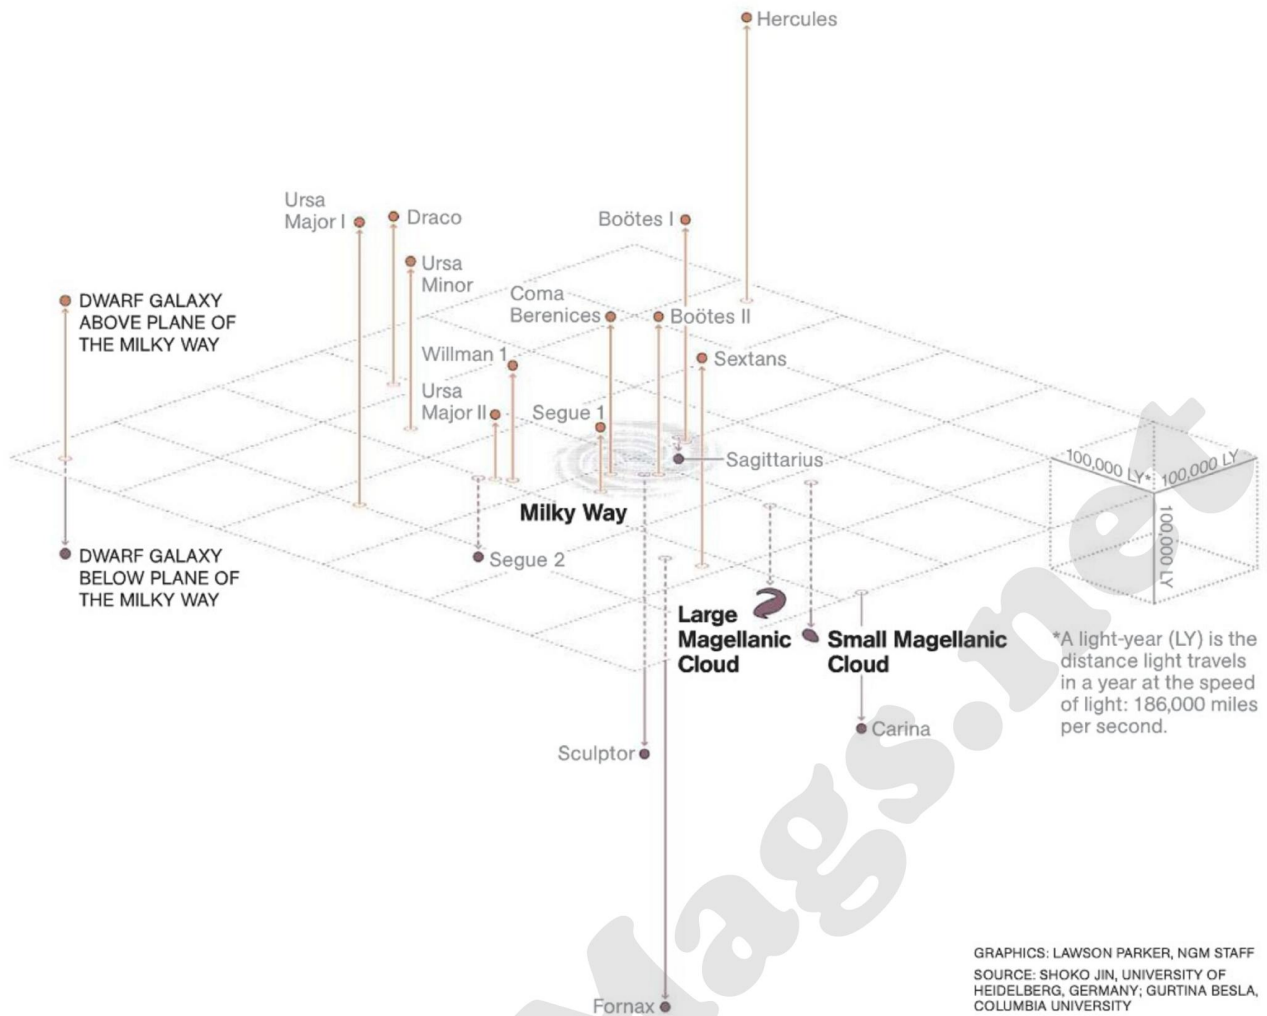 Hercules
Ursa
Major I
Draco
Boötes I
Ursa
Minor
DWARF GALAXY
ABOVE PLANE OF
THE MILKY WAY
Coma
Berenices
Boötes II
Willman 1
Sextans
Ursa
Major II
Segue 1
Sagittarius
100,000 LY*
100,000 LY
100,000 LY
Milky Way
DWARF GALAXY
BELOW PLANE OF
THE MILKY WAY
Segue 2
Large
Magellanic
Cloud
Small Magellanic
Cloud
*A light-year (LY) is the
distance light travels
in a year at the speed
of light: 186,000 miles
per second.
Carina
Sculptor
Fornax
GRAPHICS: LAWSON PARKER, NGM STAFF
SOURCE: SHOKO JIN, UNIVERSITY OF
HEIDELBERG, GERMANY; GURTINA BESLA,
COLUMBIA UNIVERSITY
Mags.net